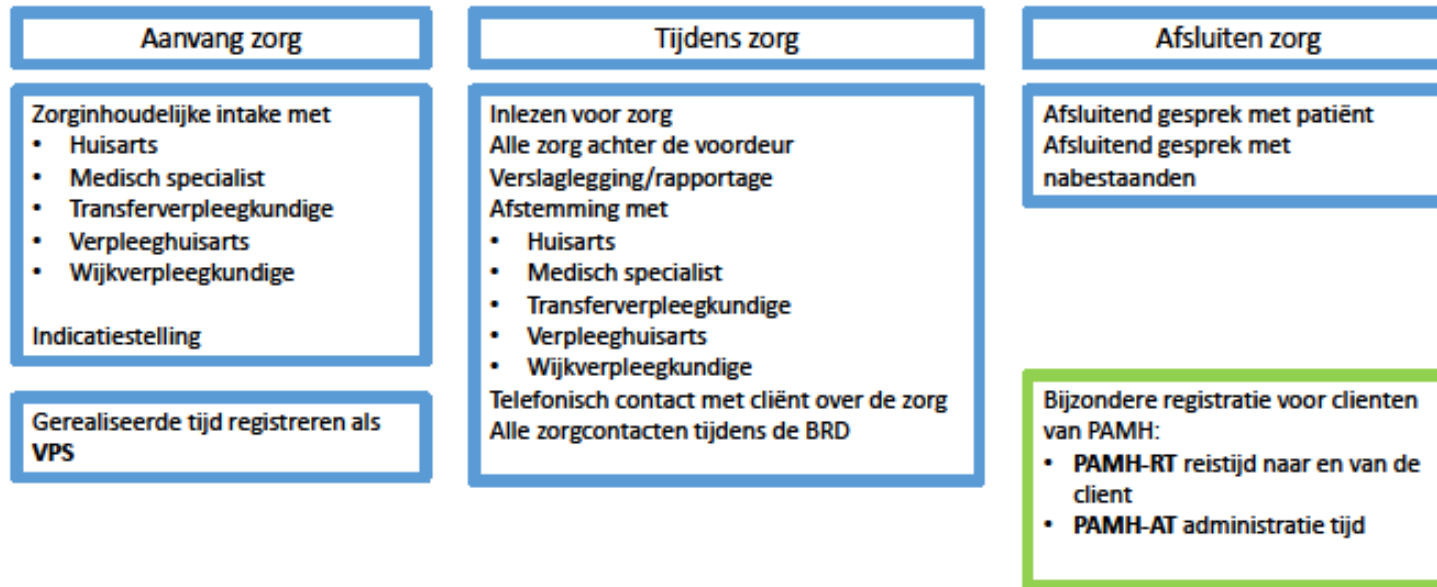 Aanvang zorg
Zorginhoudelijke intake met
• Huisarts
• Medisch specialist
• Transferverpleegkundige
• Verpleeghuisarts
• Wijkverpleegkundige
Indicatiestelling
Gerealiseerde tijd registreren als
VPS
Tijdens zorg
Inlezen voor zorg
Alle zorg achter de voordeur
Verslaglegging/rapportage
Afstemming met
• Huisarts
• Medisch specialist
• Transferverpleegkundige
• Verpleeghuisarts
• Wijkverpleegkundige
Telefonisch contact met cliënt over de zorg
Alle zorgcontacten tijdens de BRD
Afsluiten zorg
Afsluitend gesprek met patiënt
Afsluitend gesprek met
nabestaanden
Bijzondere registratie voor clienten
van PAMH:
• PAMH-RT reistijd naar en van de
client
• PAMH-AT administratie tijd